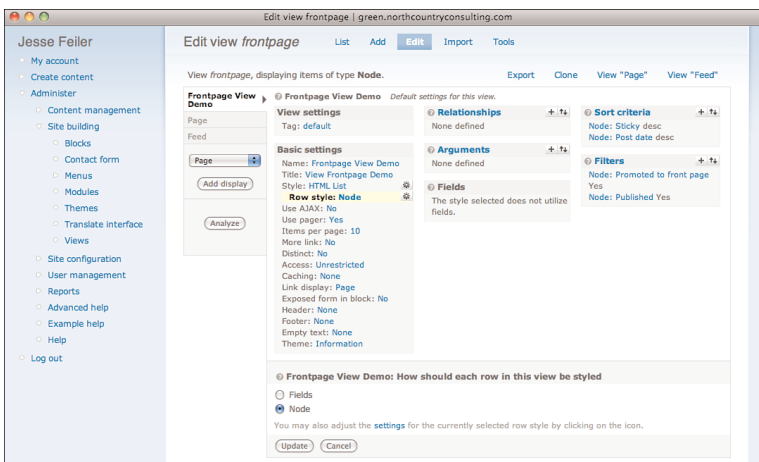 Edit view frontpage | green.northcountryconsulting.com
Jesse Feiler
My account
Create content
Administer
Content management
Site building
Blocks
Contact form
Menus
Modules
Themes
Translate interface
Views
Site configuration
User management
Reports
Advanced help
Example help
Help
Log out
Edit view frontpage
List Add Edit Import Tools
View frontpage, displaying items of type Node.
Export Clone View "Page" View "Feed"
Frontpage View
Demo
Page
Feed
Page
Add display
Analyze
Frontpage View Demo Default settings for this view.
View settings
Tag: default
Basic settings
Name: Frontpage View Demo
Title: View Frontpage Demo
Style: HTML List
Row style: Node
Use AJAX: No
Use pager: Yes
Items per page: 10
More link: No
Distinct: No
Access: Unrestricted
Caching: None
Link display: Page
Exposed form in block: No
Header: None
Footer: None
Empty text: None
Theme: Information
Relationships
None defined
Arguments
None defined
Fields
The style selected does not utilize
fields.
Sort criteria
Node: Sticky desc
Node: Post date desc
Filters
Node: Promoted to front page
Yes
Node: Published Yes
Frontpage View Demo: How should each row in this view be styled
Fields
Node
You may also adjust the settings for the currently selected row style by clicking on the icon.
Update Cancel